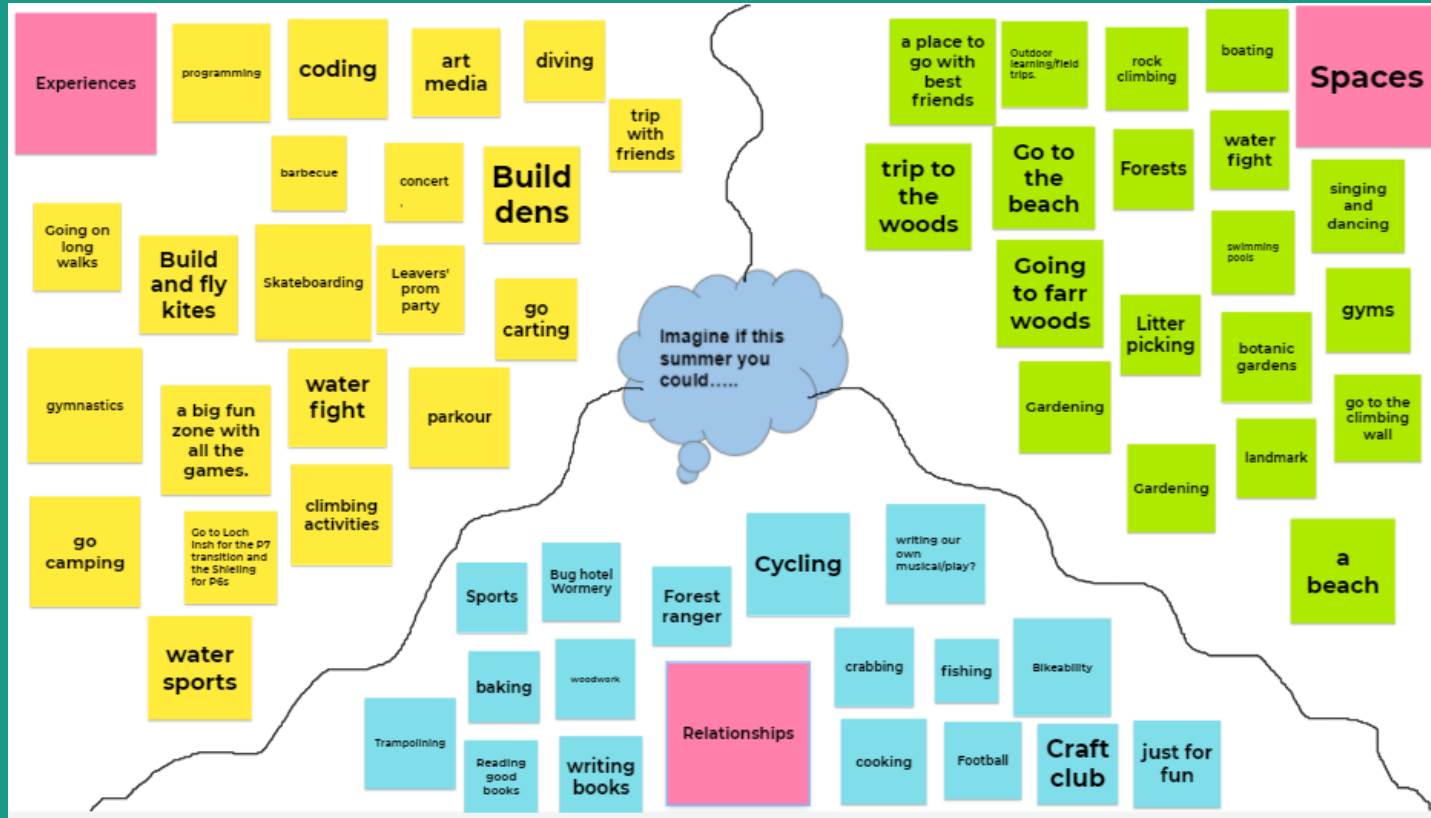 Experiences
programming
coding
art
media
diving
trip
with
friends
barbecue
concert
.
Build
dens
Going on
long
walks
Build
and fly
kites
Skateboarding
Leavers'
prom
party
go
carting
gymnastics
a big fun
zone with
all the
games.
water
fight
parkour
go
camping
Go to Loch
Insh for the P7
transition and
the Shieling
for P6s
climbing
activities
water
sports
Imagine if this
summer you
could.....
a place to
go with
best
friends
Outdoor
learning/field
trips.
rock
climbing
boating
Spaces
trip to
the
woods
Go to
the
beach
Forests
water
fight
singing
and
dancing
Going
to farr
woods
swimming
pools
Litter
picking
gyms
botanic
gardens
Gardening
go to the
climbing
wall
landmark
Gardening
a
beach
Sports
Bug hotel
Wormery
Forest
ranger
Cycling
writing our
own
musical/play?
baking
woodwork
Relationships
crabbing
fishing
Bikeability
Trampolining
Reading
good
books
writing
books
cooking
Football
Craft
club
just for
fun